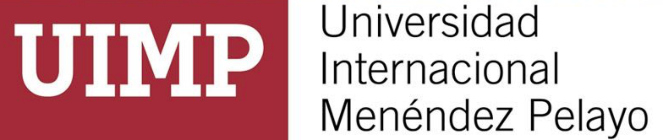 UIMP
Universidad
Internacional
Menéndez Pelayo